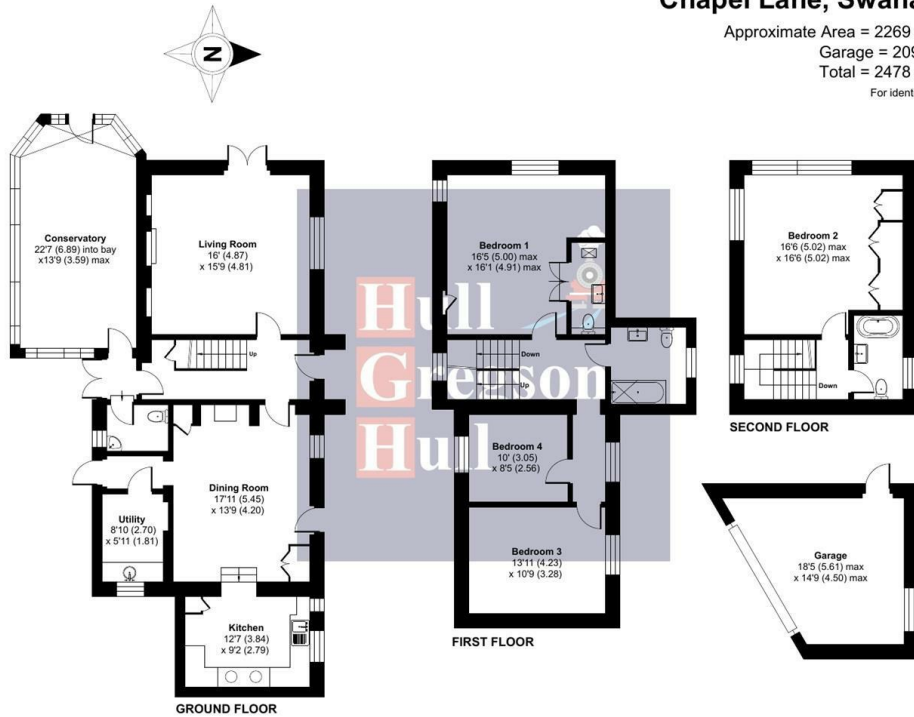 Chapel Lane, Swana
Approximate Area = 2269
Garage = 209
Total = 2478
For ident
N
Conservatory
22'7 (6.89) into bay
x13'9 (3.59) max
Living Room
16' (4.87)
x 15'9 (4.81)
Up
Dining Room
17'11 (5.45)
x 13'9 (4.20)
Utility
8'10 (2.70)
x 5'11 (1.81)
Kitchen
12'7 (3.84)
x 9'2 (2.79)
GROUND FLOOR
Hull
Gregson
Hull
Bedroom 1
16'5 (5.00) max
x 16'1 (4.91) max
Down
Up
Bedroom 4
10' (3.05)
x 8'5 (2.56)
Bedroom 3
13'11 (4.23)
x 10'9 (3.28)
FIRST FLOOR
Bedroom 2
16'6 (5.02) max
x 16'6 (5.02) max
Down
SECOND FLOOR
Garage
18'5 (5.61) max
x 14'9 (4.50) max